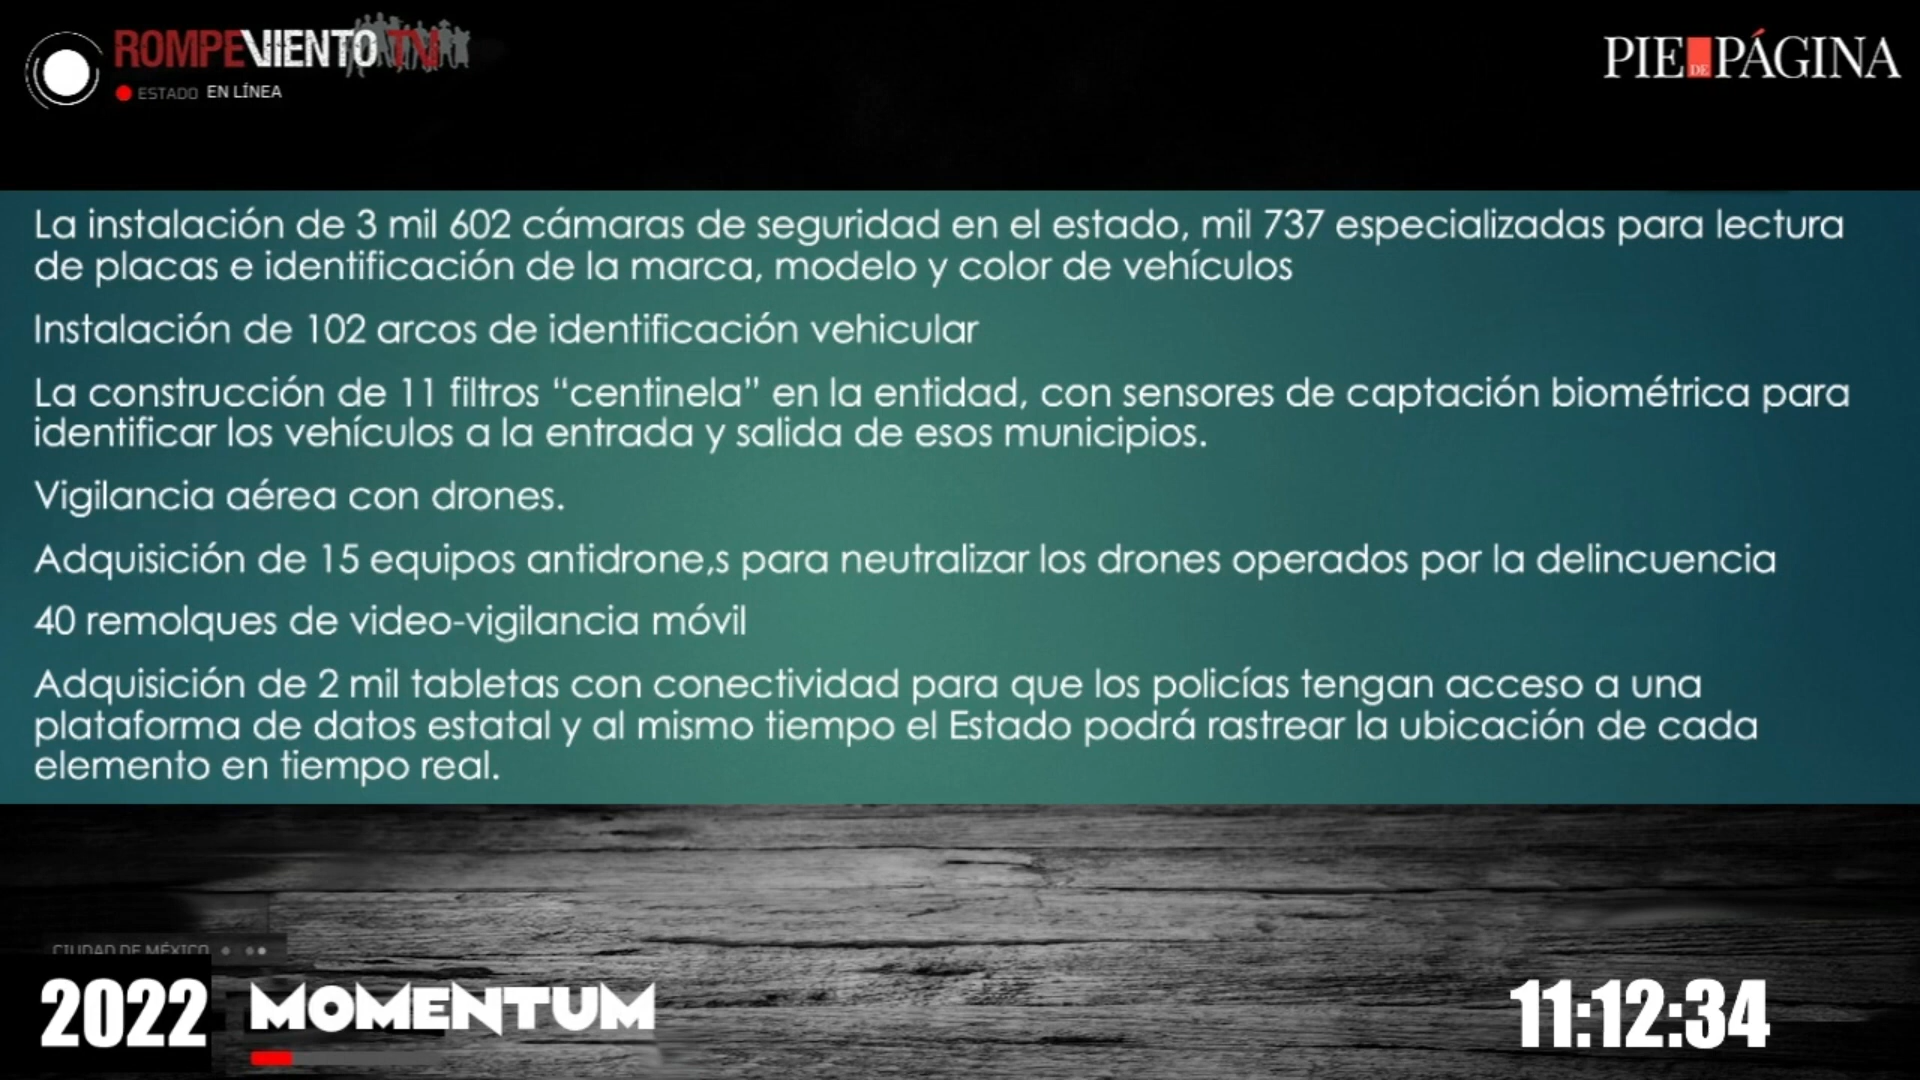 ROMPEVIENTO TV
ESTADO EN LÍNEA
PIE DE PÁGINA
La instalación de 3 mil 602 cámaras de seguridad en el estado, mil 737 especializadas para lectura
de placas e identificación de la marca, modelo y color de vehículos
Instalación de 102 arcos de identificación vehicular
La construcción de 11 filtros “centinela” en la entidad, con sensores de captación biométrica para
identificar los vehículos a la entrada y salida de esos municipios.
Vigilancia aérea con drones.
Adquisición de 15 equipos antidrone,s para neutralizar los drones operados por la delincuencia
40 remolques de video-vigilancia móvil
Adquisición de 2 mil tabletas con conectividad para que los policías tengan acceso a una
plataforma de datos estatal y al mismo tiempo el Estado podrá rastrear la ubicación de cada
elemento en tiempo real.
CIUDAD DE MÉXICO
2022 MOMENTUM
11:12:34